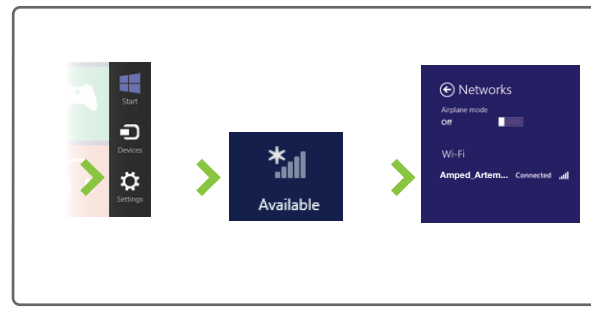 Start
Devices
Settings
Available
Networks
Airplane mode
Off
Wi-Fi
Amped_Artem... Connected